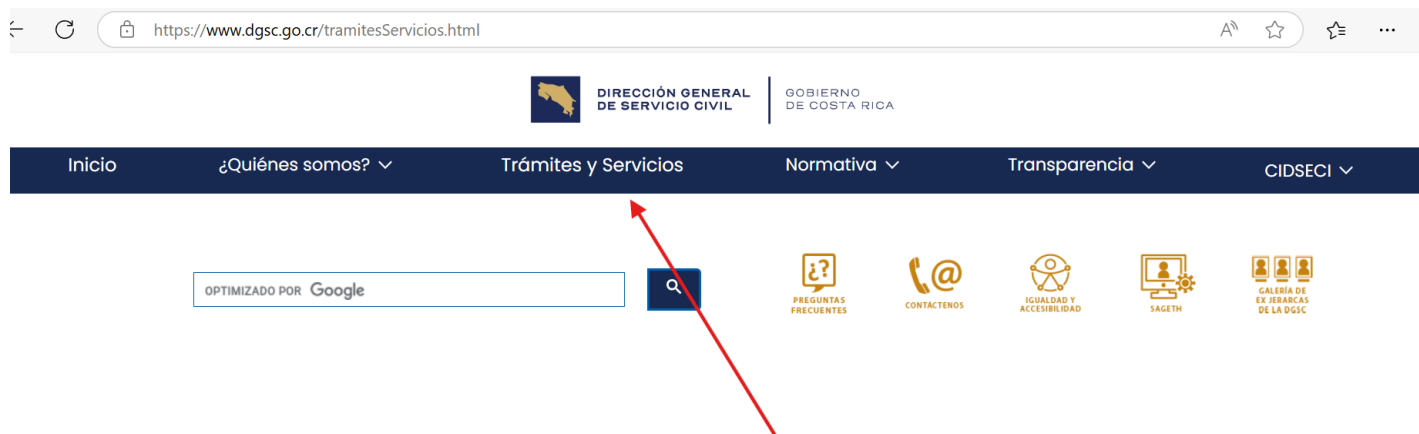 https://www.dgsc.go.cr/tramitesServicios.html
DIRECCIÓN GENERAL
DE SERVICIO CIVIL
GOBIERNO
DE COSTA RICA
Inicio
¿Quiénes somos?
Trámites y Servicios
Normativa
Transparencia
CIDSECI
OPTIMIZADO POR Google
¿?
PREGUNTAS
FRECUENTES
@
CONTACTENOS
IGUALDAD Y
ACCESIBILIDAD
SAGETH
GALERÍA DE
EX JERARCAS
DE LA DGSC